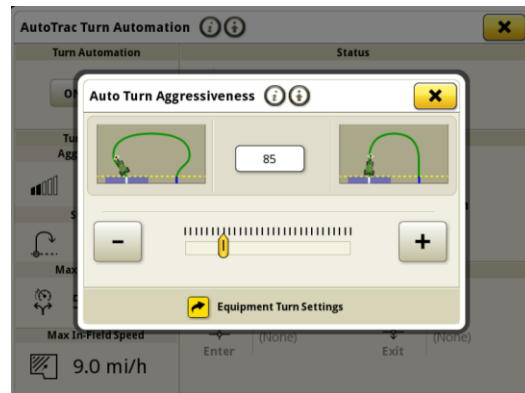 AutoTrac Turn Automation
Turn Automation
Status
Auto Turn Aggressiveness
85
Equipment Turn Settings
Max In-Field Speed
9.0 mi/h
(None)
Enter
(None)
Exit